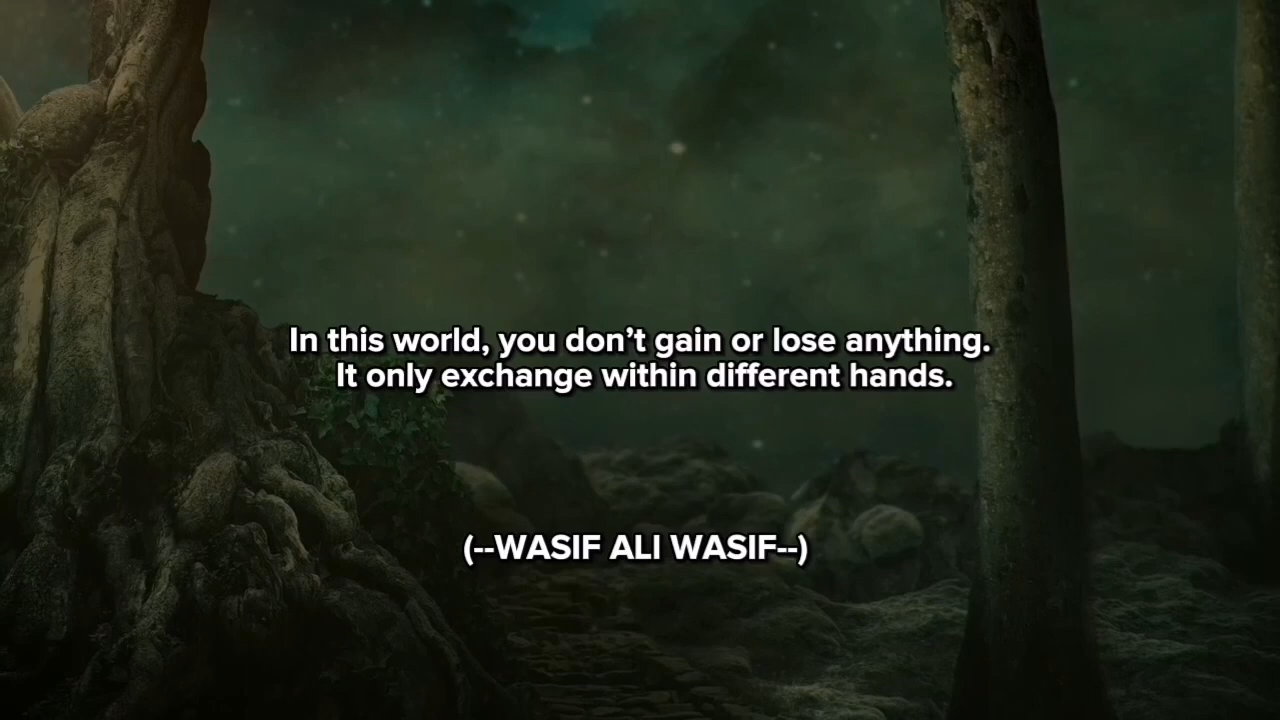 In this world, you don’t gain or lose anything.
It only exchange within different hands.
(--WASIF ALI WASIF--)